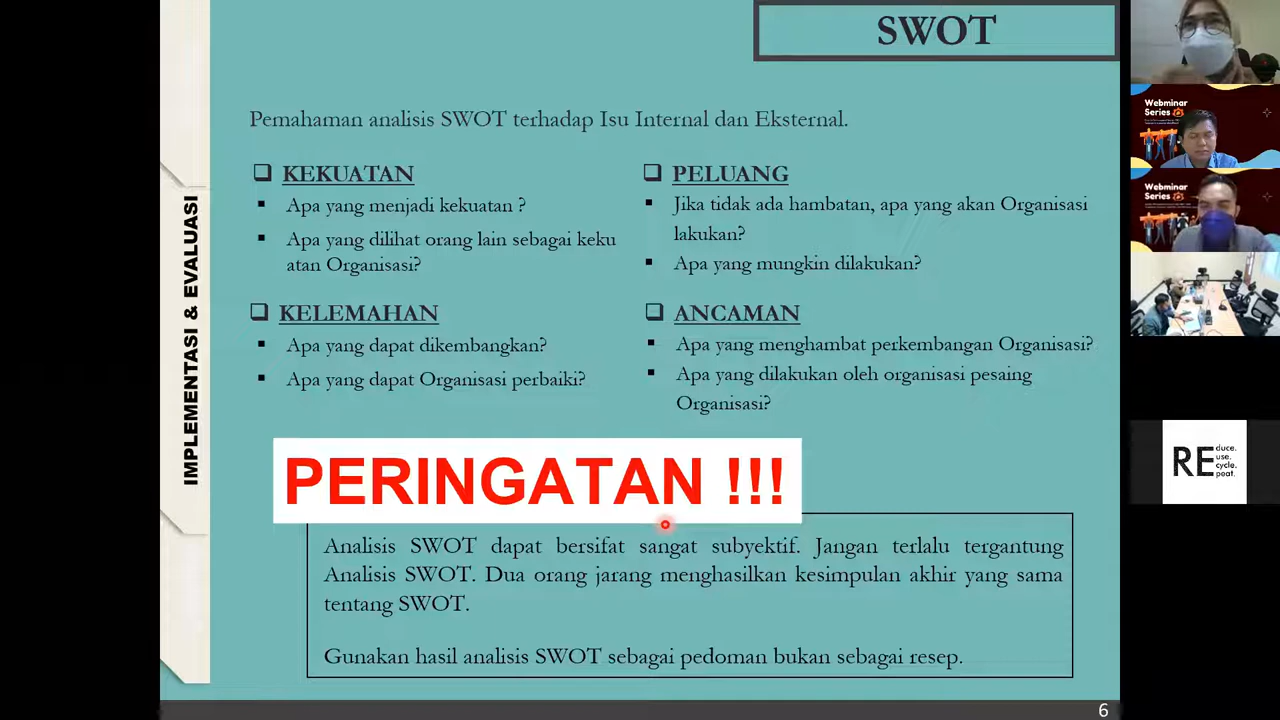 SWOT
Pemahaman analisis SWOT terhadap Isu Internal dan Eksternal.
KEKUATAN
Apa yang menjadi kekuatan ?
Apa yang dilihat orang lain sebagai keku
atan Organisasi?
PELUANG
Jika tidak ada hambatan, apa yang akan Organisasi
lakukan?
Apa yang mungkin dilakukan?
KELEMAHAN
Apa yang dapat dikembangkan?
Apa yang dapat Organisasi perbaiki?
ANCAMAN
Apa yang menghambat perkembangan Organisasi?
Apa yang dilakukan oleh organisasi pesaing
Organisasi?
PERINGATAN !!!
Analisis SWOT dapat bersifat sangat subyektif. Jangan terlalu tergantung
Analisis SWOT. Dua orang jarang menghasilkan kesimpulan akhir yang sama
tentang SWOT.
Gunakan hasil analisis SWOT sebagai pedoman bukan sebagai resep.
6
IMPLEMENTASI & EVALUASI
Webminar
Series
Webminar
Series
RE
duce.
use.
cycle.
peat.